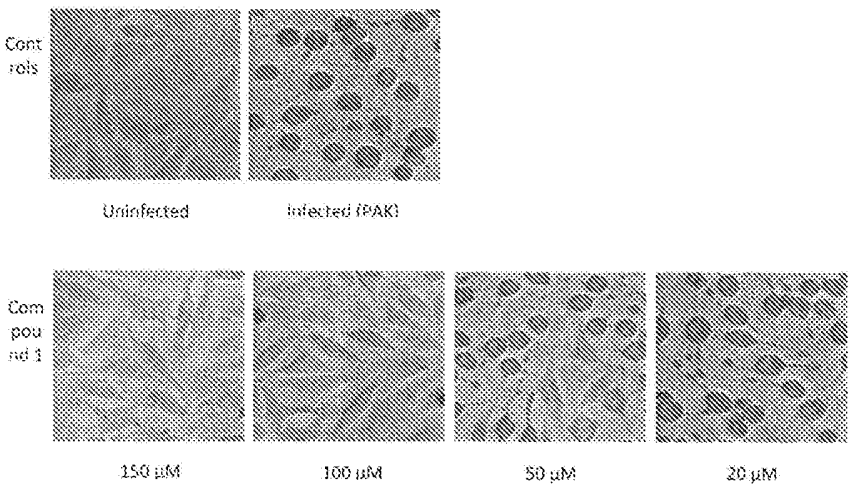 Cont
rols
Uninfected
Infected (PAK)
Com
pou
nd 1
150 µM
100 µM
50 µM
20 µM